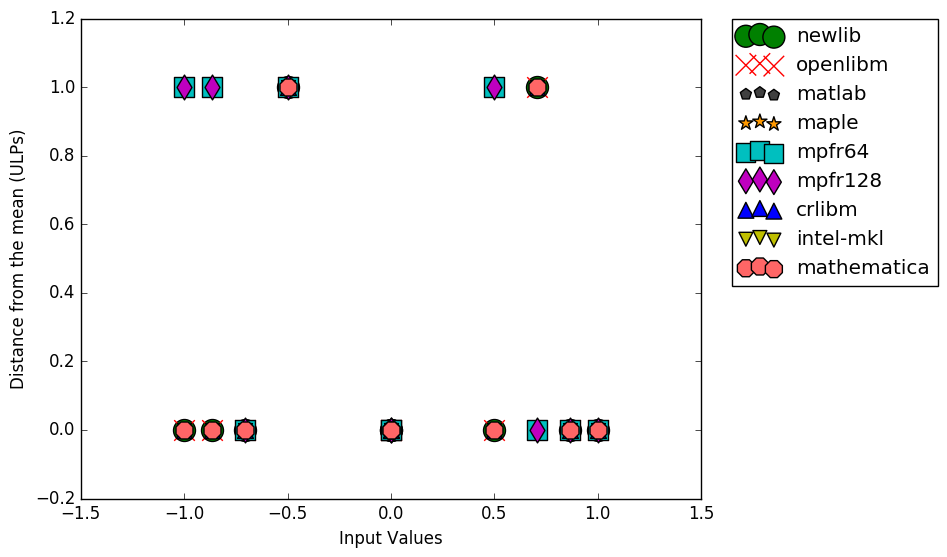 1.2
1.0
0.8
0.6
0.4
0.2
0.0
−0.2
Distance from the mean (ULPs)
−1.5 −1.0 −0.5 0.0 0.5 1.0 1.5
Input Values
newlib
openlibm
matlab
maple
mpfr64
mpfr128
crlibm
intel-mkl
mathematica